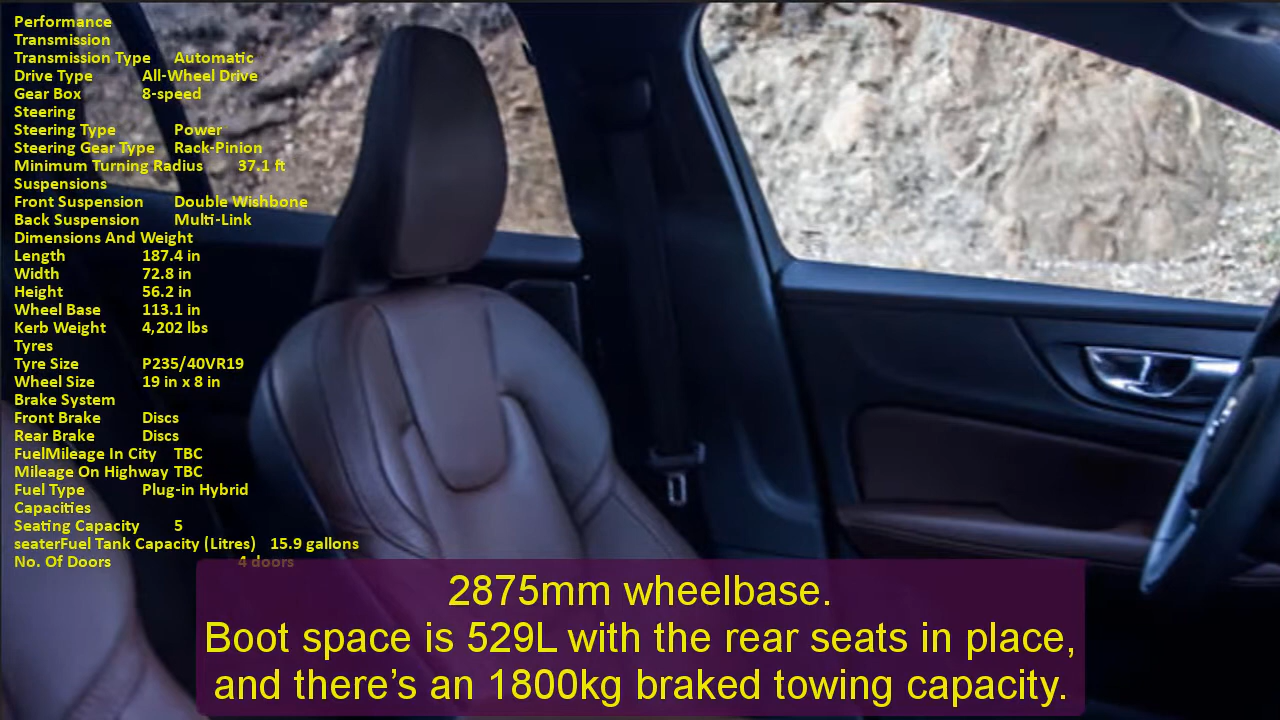 Performance
Transmission
Transmission Type Automatic
Drive Type All-Wheel Drive
Gear Box 8-speed
Steering
Steering Type Power
Steering Gear Type Rack-Pinion
Minimum Turning Radius 37.1 ft
Suspensions
Front Suspension Double Wishbone
Back Suspension Multi-Link
Dimensions And Weight
Length 187.4 in
Width 72.8 in
Height 56.2 in
Wheel Base 113.1 in
Kerb Weight 4,202 lbs
Tyres
Tyre Size P235/40VR19
Wheel Size 19 in x 8 in
Brake System
Front Brake Discs
Rear Brake Discs
FuelMileage In City TBC
Mileage On Highway TBC
Fuel Type Plug-in Hybrid
Capacities
Seating Capacity 5
seaterFuel Tank Capacity (Litres) 15.9 gallons
No. Of Doors 4 doors
2875mm wheelbase.
Boot space is 529L with the rear seats in place,
and there’s an 1800kg braked towing capacity.